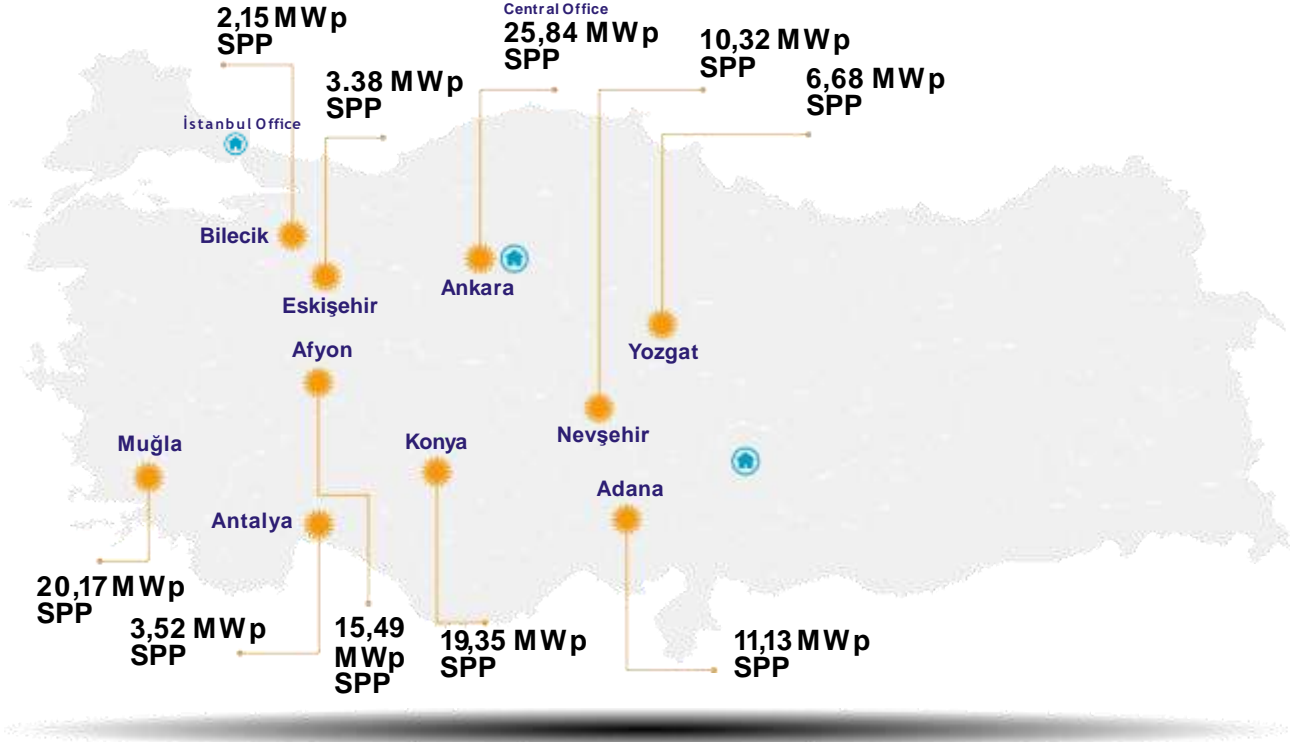 Central Office
2,15 MWp
SPP
25,84 MWp
SPP
10,32 MWp
SPP
3.38 MWp
SPP
6,68 MWp
SPP
İstanbul Office
Bilecik
Eskişehir
Ankara
Afyon
Yozgat
Muğla
Konya
Nevşehir
Antalya
Adana
20,17 MWp
SPP
3,52 MWp
SPP
15,49
MWp
SPP
19,35 MWp
SPP
11,13 MWp
SPP